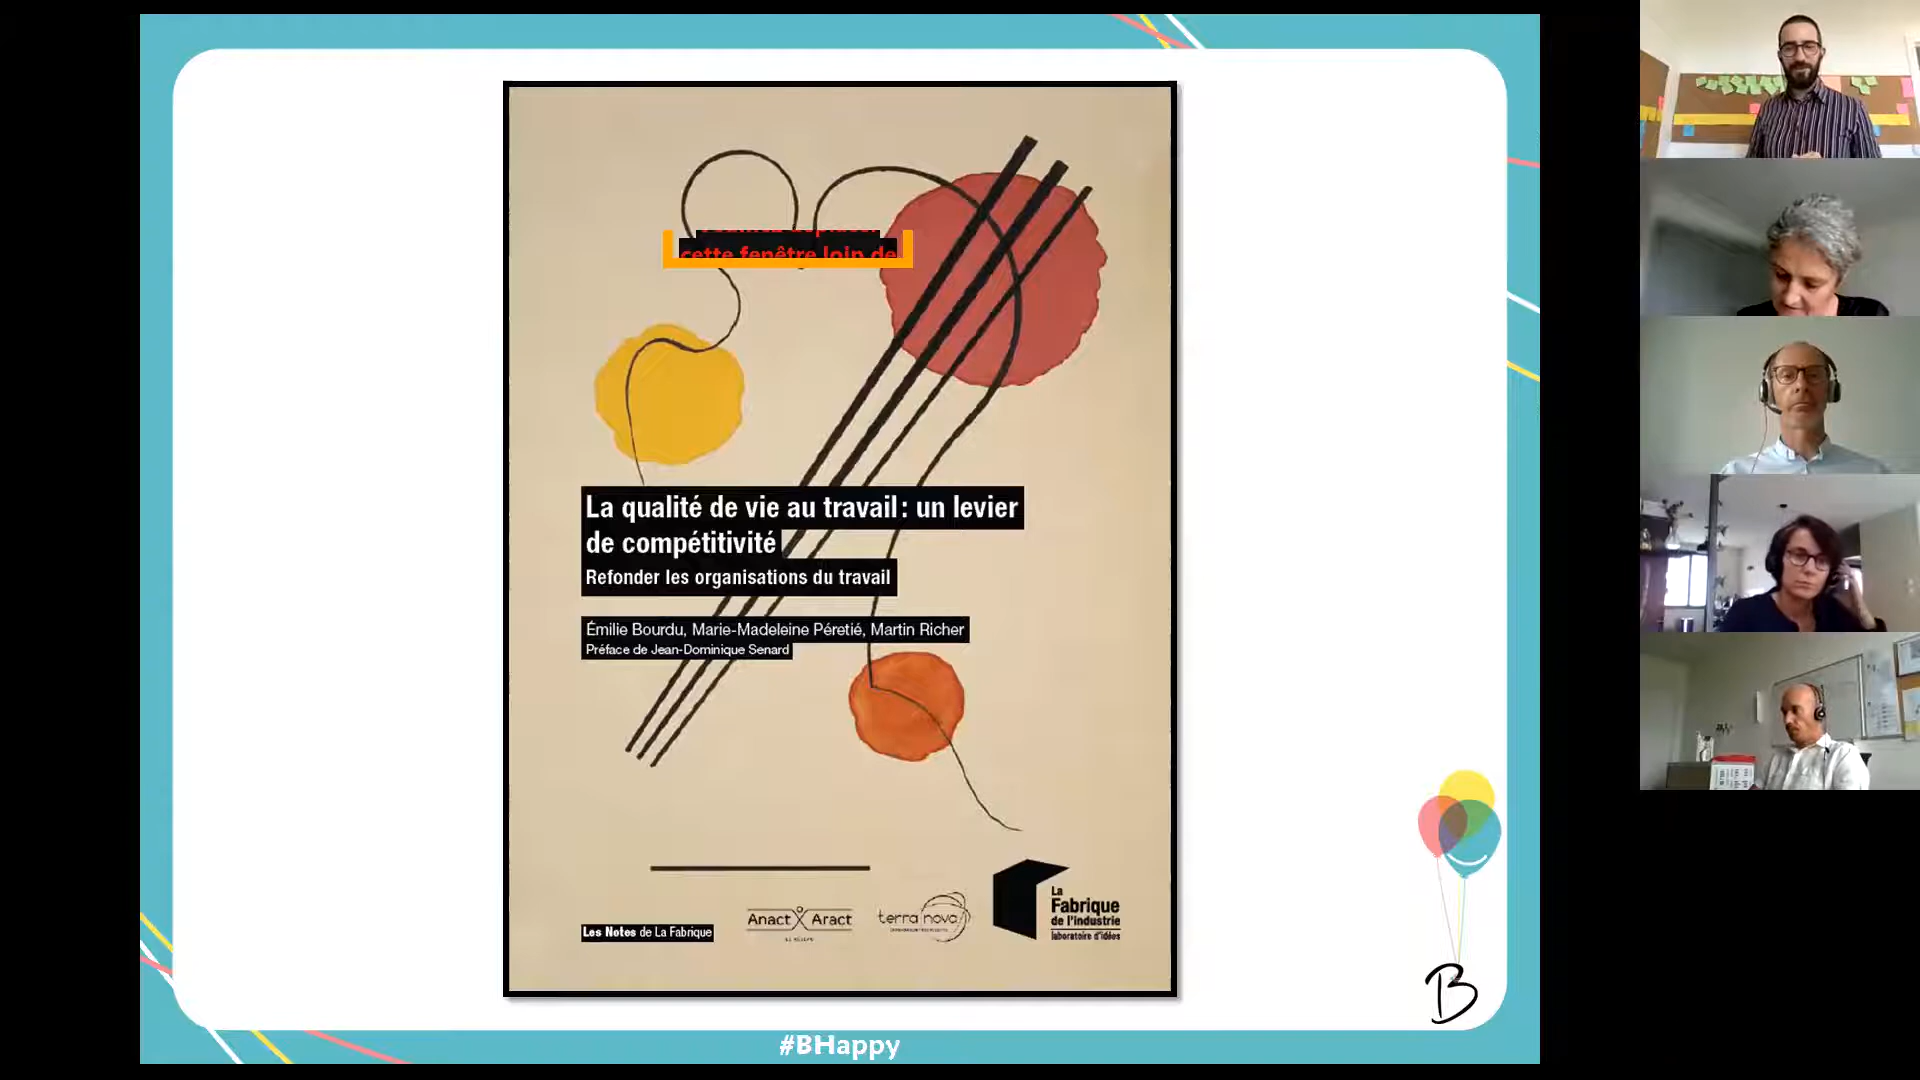 cette fenêtre loin de
La qualité de vie au travail : un levier
de compétitivité
Refonder les organisations du travail
Émilie Bourdu, Marie-Madeleine Péretié, Martin Richer
Préface de Jean-Dominique Senard
Les Notes de La Fabrique
Anact Aract
terra nova
La
Fabrique
de l'industrie
laboratoire d'idées
B
#BHappy